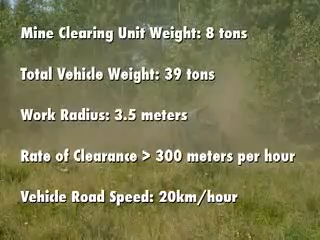 Mine Clearing Unit Weight: 8 tons
Total Vehicle Weight: 39 tons
Work Radius: 3.5 meters
Rate of Clearance > 300 meters per hour
Vehicle Road Speed: 20km/hour